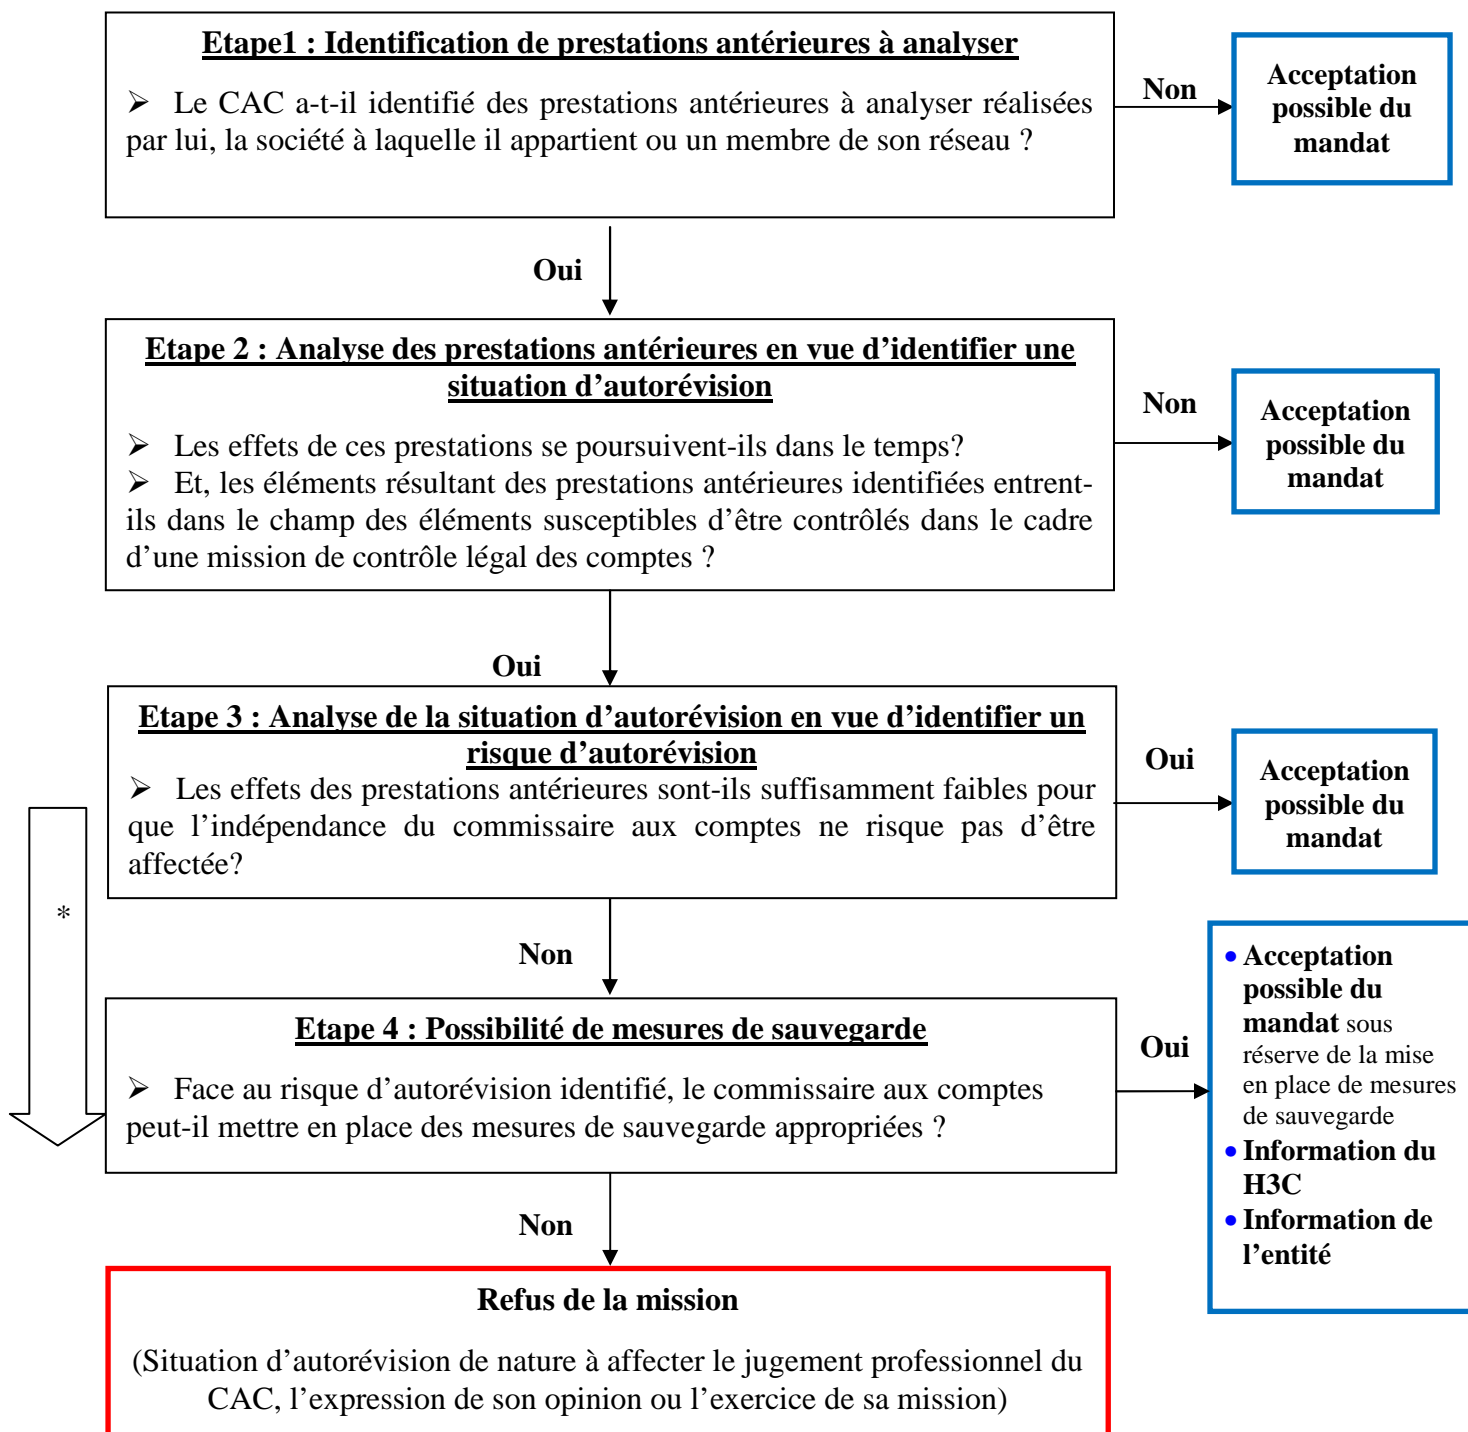 Etape1 : Identification de prestations antérieures à analyser
➢ Le CAC a-t-il identifié des prestations antérieures à analyser réalisées
par lui, la société à laquelle il appartient ou un membre de son réseau ?
Non
Acceptation
possible du
mandat
Oui
Etape 2 : Analyse des prestations antérieures en vue d’identifier une
situation d’autorévision
➢ Les effets de ces prestations se poursuivent-ils dans le temps?
➢ Et, les éléments résultant des prestations antérieures identifiées entrent-
ils dans le champ des éléments susceptibles d’être contrôlés dans le cadre
d’une mission de contrôle légal des comptes ?
Non
Acceptation
possible du
mandat
Oui
Etape 3 : Analyse de la situation d’autorévision en vue d’identifier un
risque d’autorévision
➢ Les effets des prestations antérieures sont-ils suffisamment faibles pour
que l’indépendance du commissaire aux comptes ne risque pas d’être
affectée?
Oui
Acceptation
possible du
mandat
*
Non
Etape 4 : Possibilité de mesures de sauvegarde
➢ Face au risque d’autorévision identifié, le commissaire aux comptes
peut-il mettre en place des mesures de sauvegarde appropriées ?
Oui
• Acceptation
possible du
mandat sous
réserve de la mise
en place de mesures
de sauvegarde
• Information du
H3C
• Information de
l’entité
Non
Refus de la mission
(Situation d’autorévision de nature à affecter le jugement professionnel du
CAC, l’expression de son opinion ou l’exercice de sa mission)